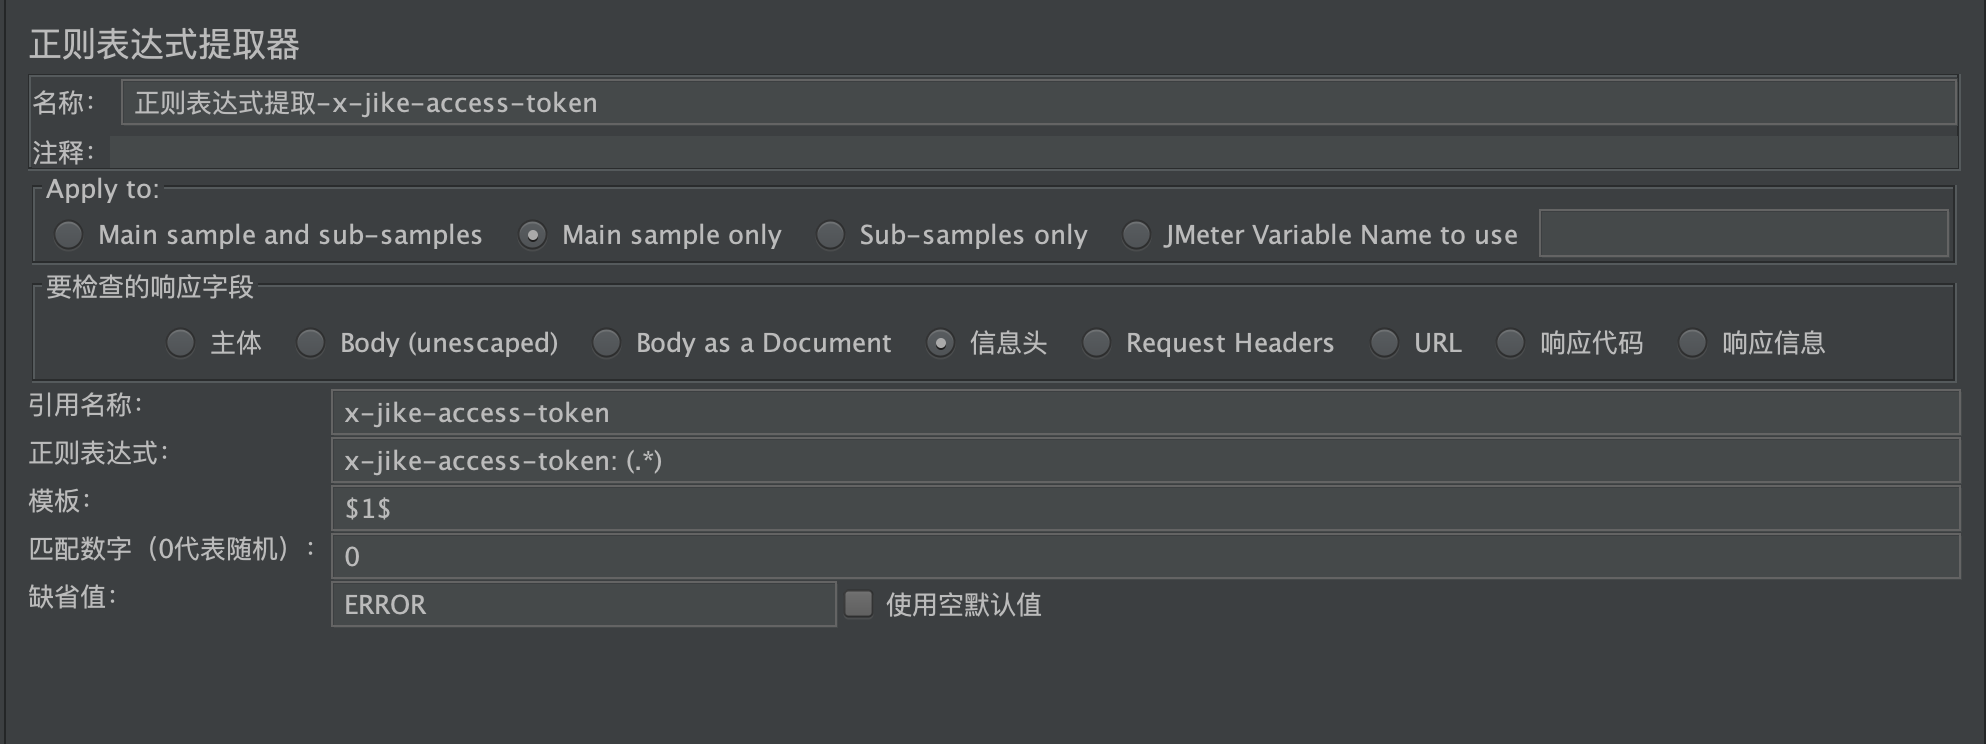 正则表达式提取器
名称： 正则表达式提取-x-jike-access-token
注释：
Apply to:
Main sample and sub-samples Main sample only Sub-samples only JMeter Variable Name to use
要检查的响应字段
主体 Body (unescaped) Body as a Document 信息头 Request Headers URL 响应代码 响应信息
引用名称： x-jike-access-token
正则表达式： x-jike-access-token: (.*)
模板： $1$
匹配数字（0代表随机）： 0
缺省值： ERROR 使用空默认值